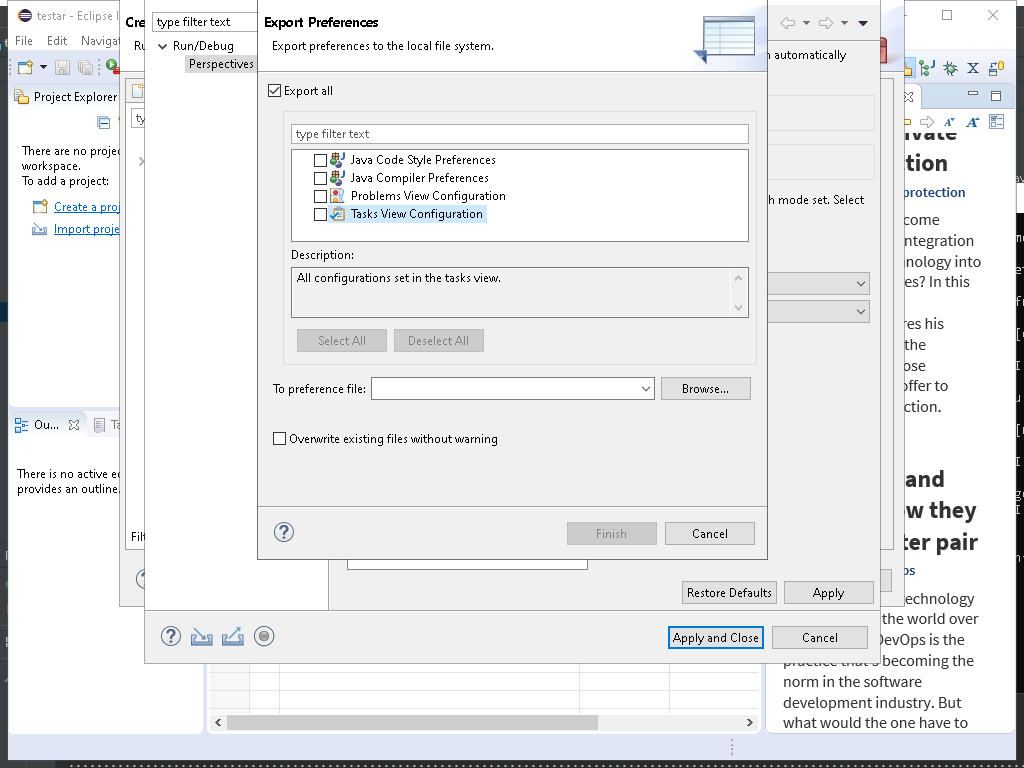 testar - Eclipse I
File Edit Navigat
Project Explorer
There are no proje
workspace.
To add a project:
Create a proj
Import proje
Ou...
Ta
There is no active ed
provides an outline.
Cre
Ru
ty
Filt
type filter text
Run/Debug
Perspectives
Export Preferences
Export preferences to the local file system.
Export all
type filter text
Java Code Style Preferences
Java Compiler Preferences
Problems View Configuration
Tasks View Configuration
Description:
All configurations set in the tasks view.
Select All
Deselect All
To preference file:
Browse...
Overwrite existing files without warning
Finish
Cancel
n automatically
h mode set. Select
Restore Defaults
Apply
Apply and Close
Cancel
ivate
tion
protection
come
integration
nology into
es? In this
res his
the
ose
offer to
ction.
and
ow they
ter pair
ps
technology
the world over
DevOps is the
practice that's becoming the
norm in the software
development industry. But
what would the one have to